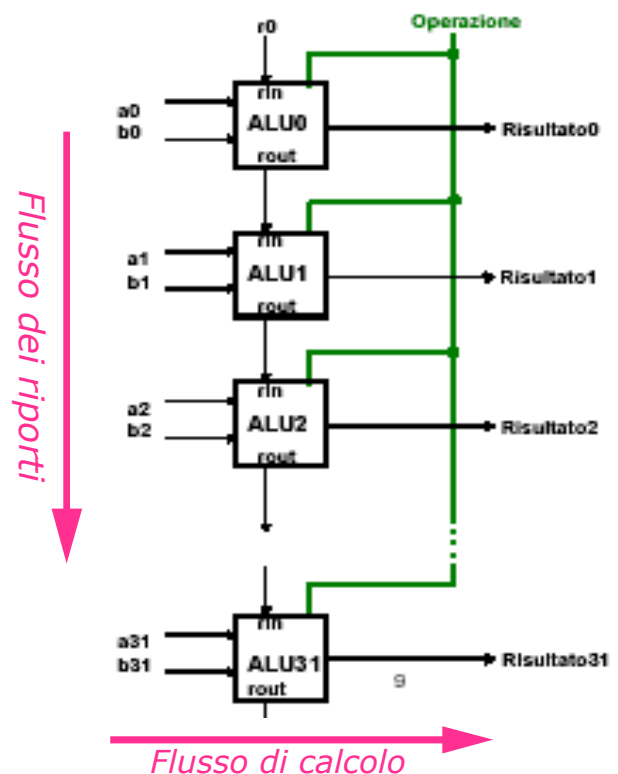 r0
Operazione
a0
b0
rin
ALU0
rout
Risultato0
Flusso dei riporti
a1
b1
rin
ALU1
rout
Risultato1
a2
b2
rin
ALU2
rout
Risultato2
a31
b31
rin
ALU31
rout
Risultato31
9
Flusso di calcolo